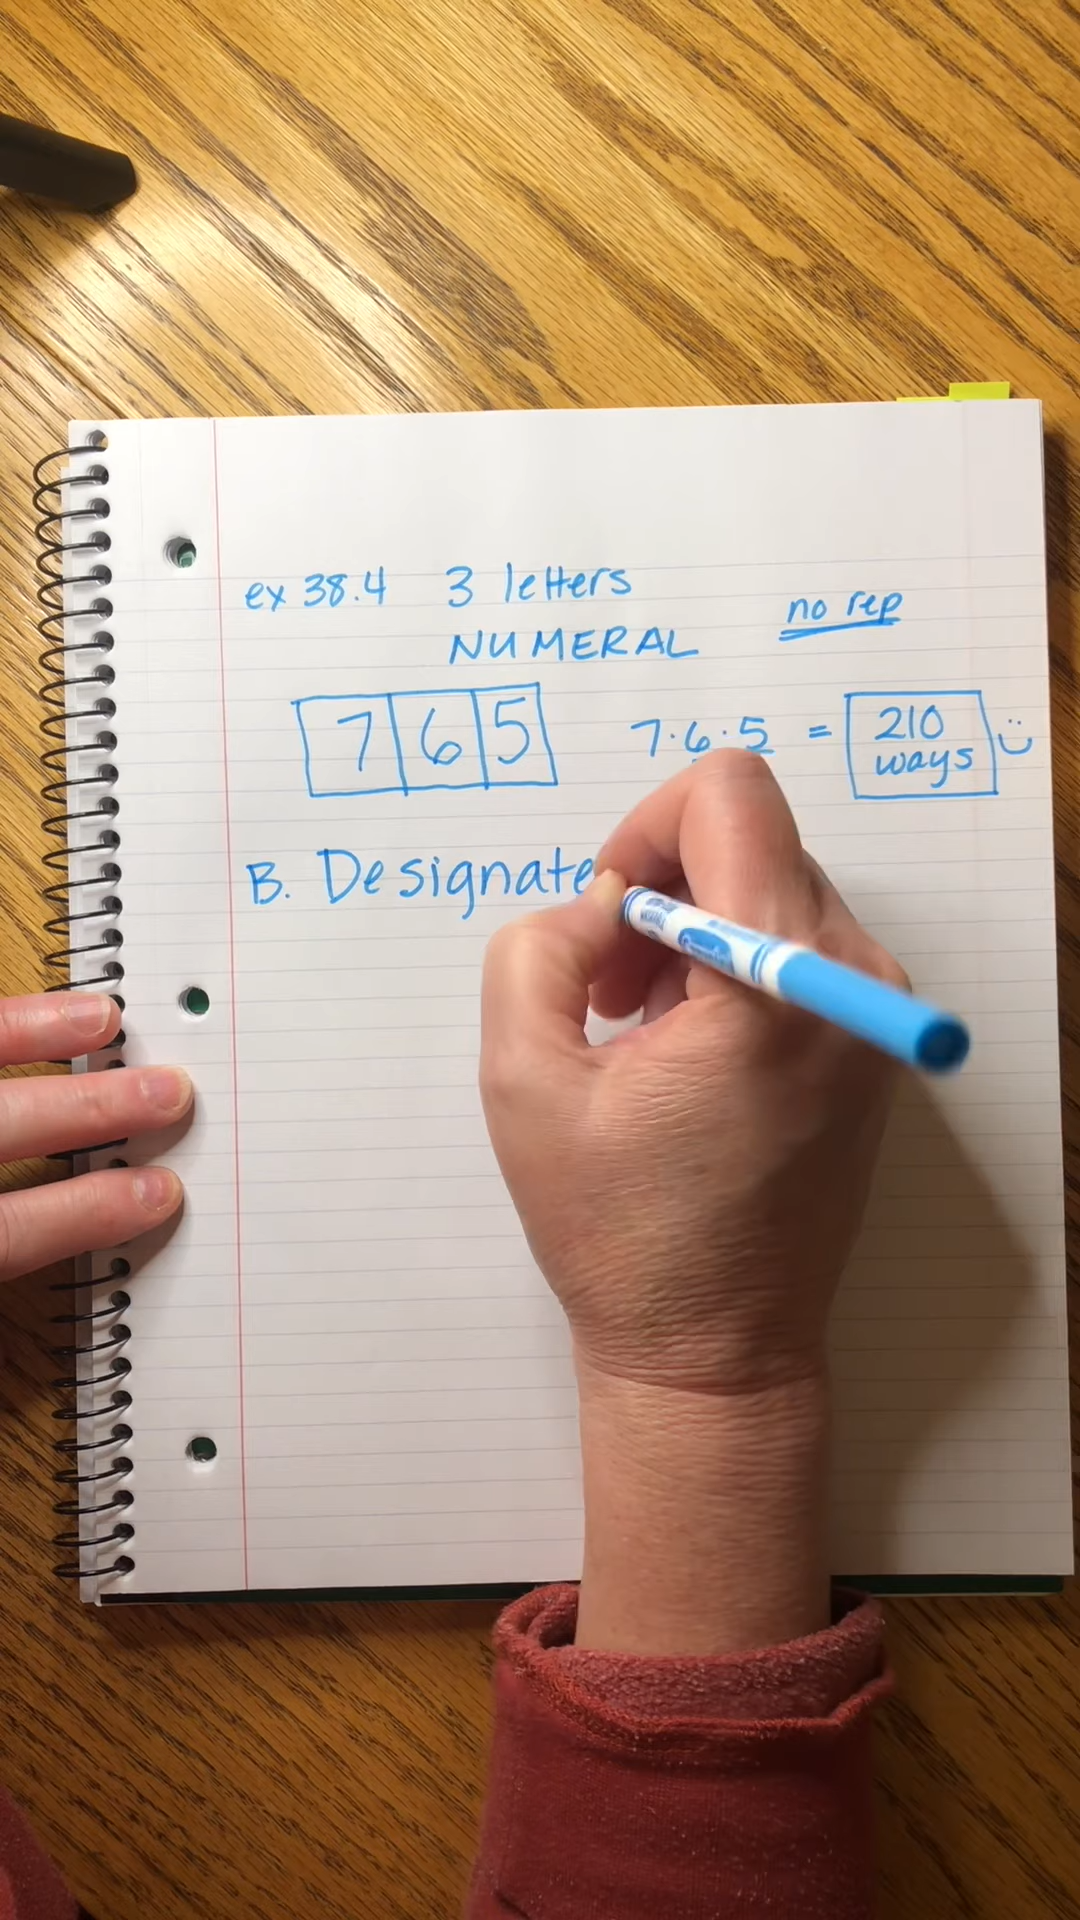 ex 38.4 3 letters
NUMERAL
no rep
7 6 5
7·6·5 = 210 ways
B. Designate